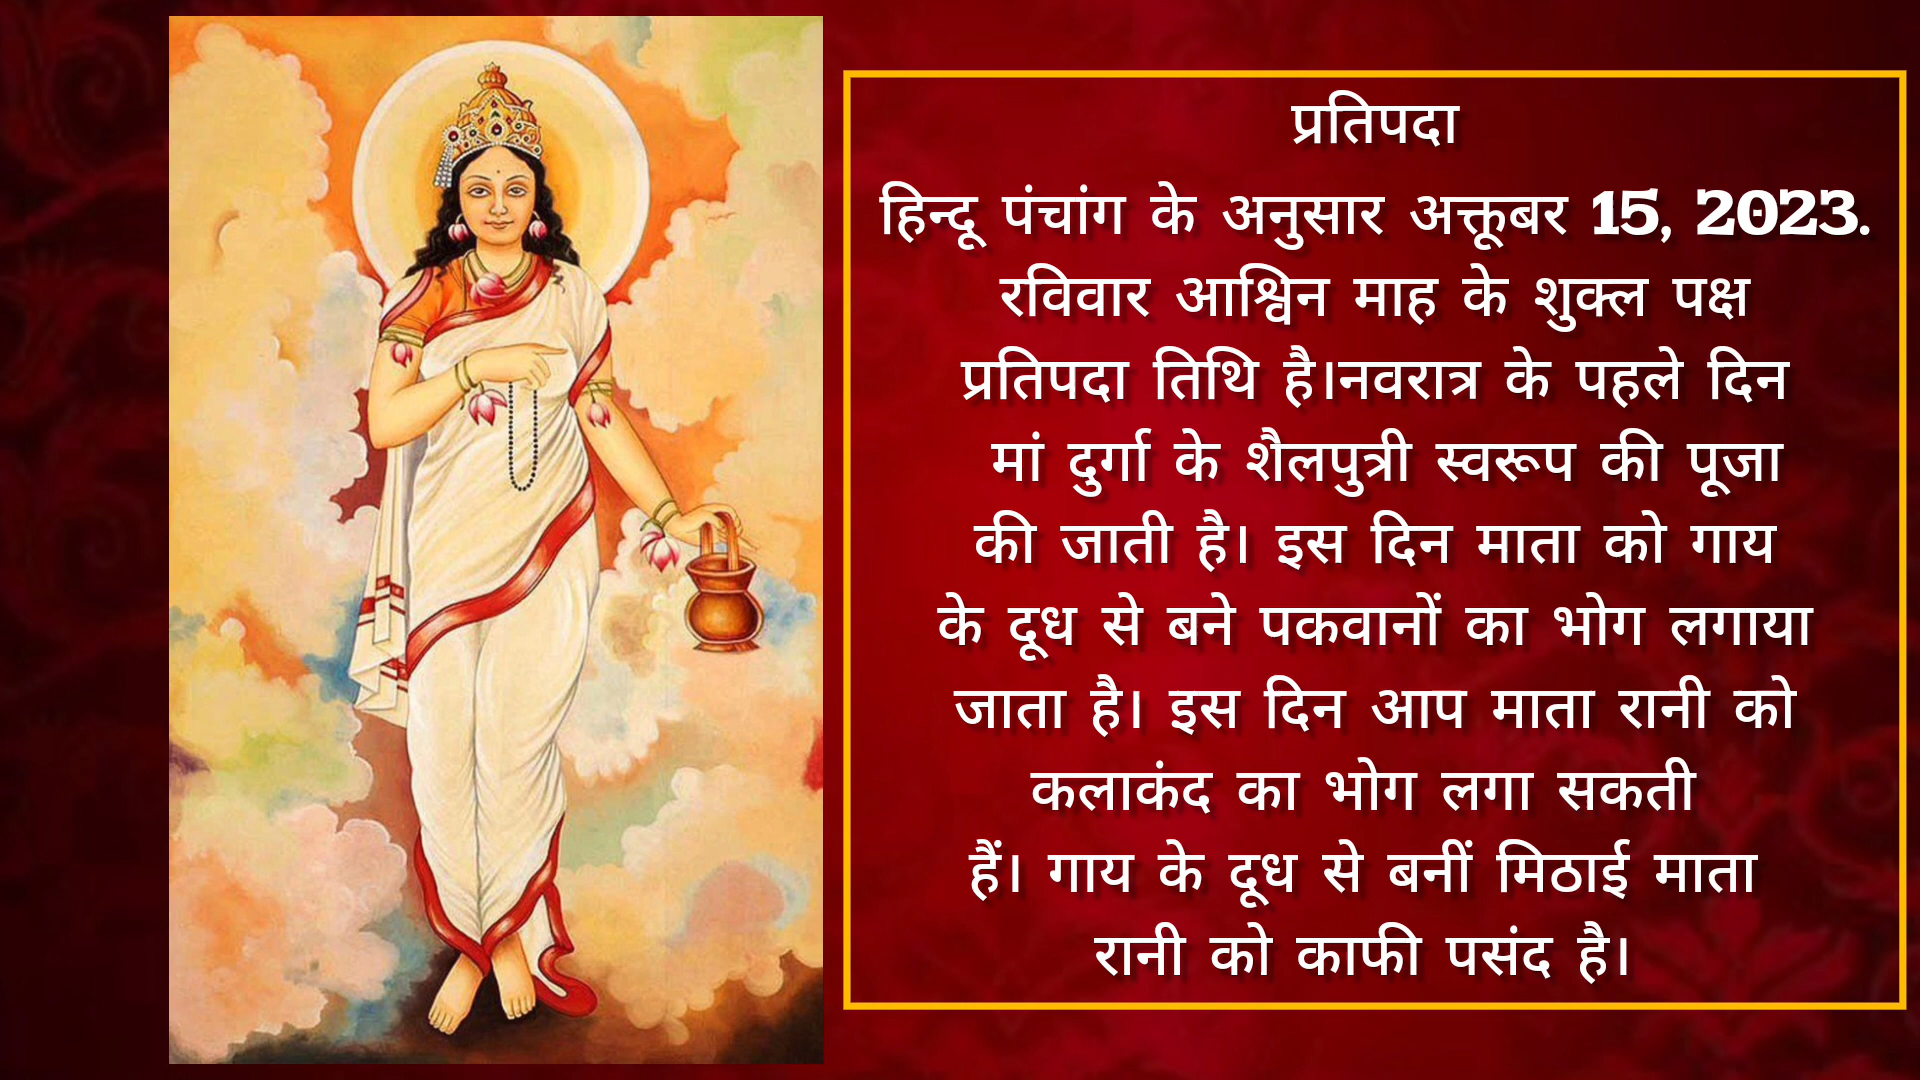 प्रतिपदा
हिन्दू पंचांग के अनुसार अक्तूबर 15, 2023.
रविवार आश्विन माह के शुक्ल पक्ष
प्रतिपदा तिथि है।नवरात्र के पहले दिन
मां दुर्गा के शैलपुत्री स्वरूप की पूजा
की जाती है। इस दिन माता को गाय
के दूध से बने पकवानों का भोग लगाया
जाता है। इस दिन आप माता रानी को
कलाकंद का भोग लगा सकती
हैं। गाय के दूध से बनीं मिठाई माता
रानी को काफी पसंद है।